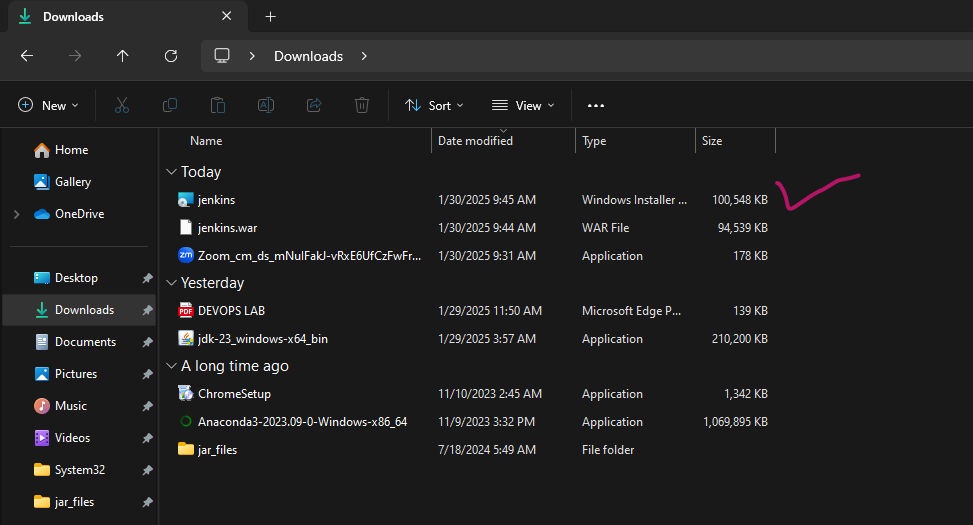 Downloads
Downloads
New
Sort
View
Name Date modified Type Size
Home
Gallery
OneDrive
Desktop
Downloads
Documents
Pictures
Music
Videos
System32
jar_files
Today
jenkins 1/30/2025 9:45 AM Windows Installer ... 100,548 KB
jenkins.war 1/30/2025 9:44 AM WAR File 94,539 KB
zm Zoom_cm_ds_mNulFakJ-vRxE6UfCzFwFr... 1/30/2025 9:31 AM Application 178 KB
Yesterday
PDF DEVOPS LAB 1/29/2025 11:50 AM Microsoft Edge P... 139 KB
jdk-23_windows-x64_bin 1/29/2025 3:57 AM Application 210,200 KB
A long time ago
ChromeSetup 11/10/2023 2:45 AM Application 1,342 KB
Anaconda3-2023.09-0-Windows-x86_64 11/9/2023 3:32 PM Application 1,069,895 KB
jar_files 7/18/2024 5:49 AM File folder